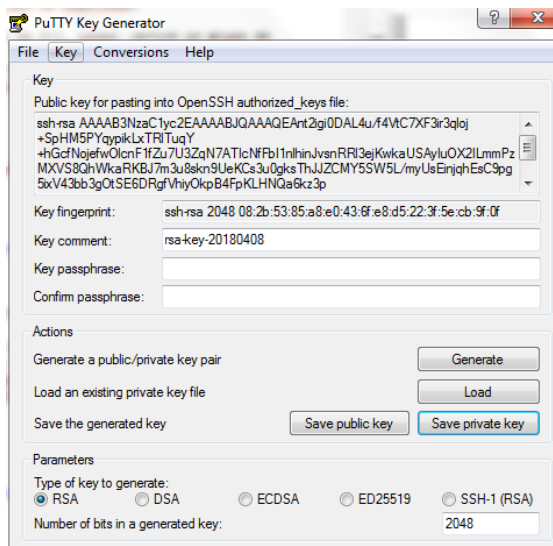 PuTTY Key Generator
File Key Conversions Help
Key
Public key for pasting into OpenSSH authorized_keys file:
ssh-rsa AAAAB3NzaC1yc2EAAAABJQAAAQEAnt2igi0DAL4u/f4VtC7XF3ir3qloj
+SpHM5PYqypikLxTRlTuqY
+hGcfNojefwOlcnF1fZu7U3ZqN7ATlcNfFbI1nlhinJvsnRRl3ejKwkaUSAyluOX2ILmmPz
MXVS8QhWkaRKBJ7m3u8skn9UeKCs3u0gksThJJZCMY5SW5L/myUsEinjqhEsC9pg
5ixV43bb3gOtSE6DRgfVhiyOkpB4FpKLHNQa6kz3p
Key fingerprint: ssh-rsa 2048 08:2b:53:85:a8:e0:43:6f:e8:d5:22:3f:5e:cb:9f:0f
Key comment: rsa-key-20180408
Key passphrase:
Confirm passphrase:
Actions
Generate a public/private key pair Generate
Load an existing private key file Load
Save the generated key Save public key Save private key
Parameters
Type of key to generate:
RSA DSA ECDSA ED25519 SSH-1 (RSA)
Number of bits in a generated key: 2048